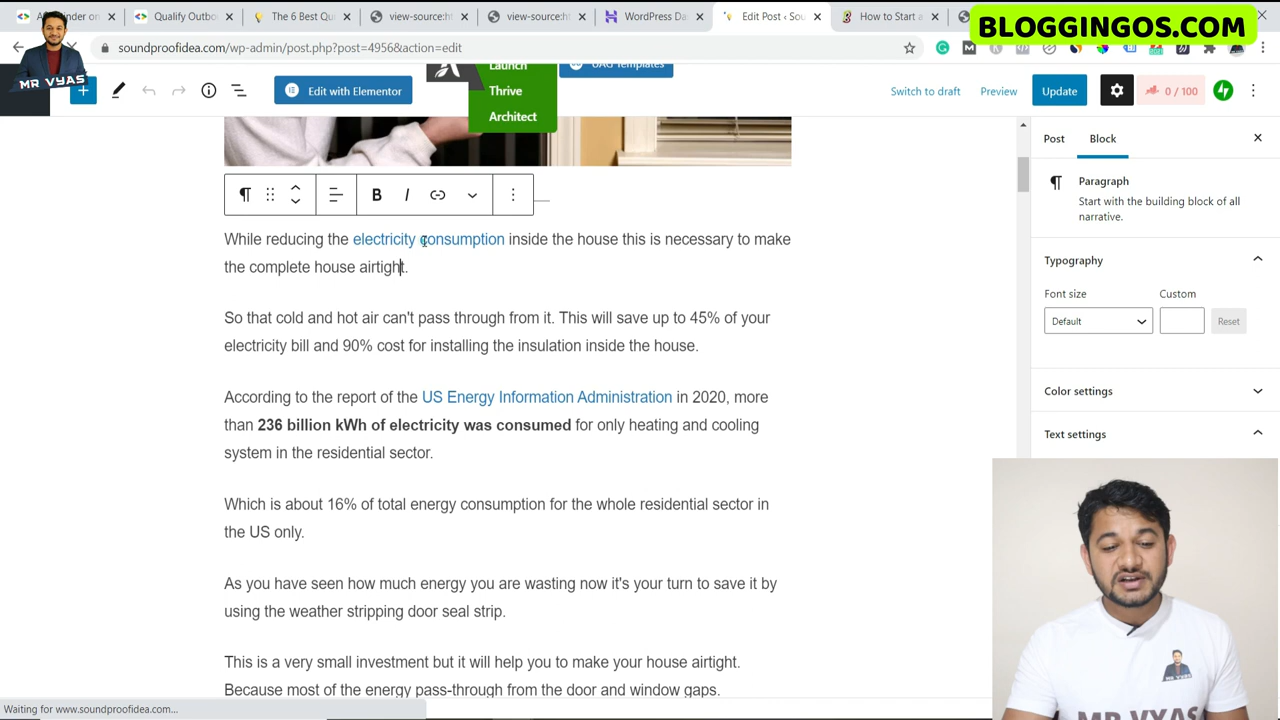 Qualify Outbo
The 6 Best Qu
view-source:ht
view-source:ht
WordPress Da
Edit Post ‹ Sou
How to Start a
BLOGGINGOS.COM
soundproofidea.com/wp-admin/post.php?post=4956&action=edit
MR VYAS
Edit with Elementor
Launch
Thrive
Architect
UAG Templates
Switch to draft
Preview
Update
0 / 100
Post
Block
Paragraph
Start with the building block of all
narrative.
While reducing the electricity consumption inside the house this is necessary to make
the complete house airtight.
Typography
Font size
Custom
Default
Reset
So that cold and hot air can't pass through from it. This will save up to 45% of your
electricity bill and 90% cost for installing the insulation inside the house.
Color settings
According to the report of the US Energy Information Administration in 2020, more
than 236 billion kWh of electricity was consumed for only heating and cooling
system in the residential sector.
Text settings
Which is about 16% of total energy consumption for the whole residential sector in
the US only.
As you have seen how much energy you are wasting now it's your turn to save it by
using the weather stripping door seal strip.
This is a very small investment but it will help you to make your house airtight.
Because most of the energy pass-through from the door and window gaps.
Waiting for www.soundproofidea.com...
MR VYAS